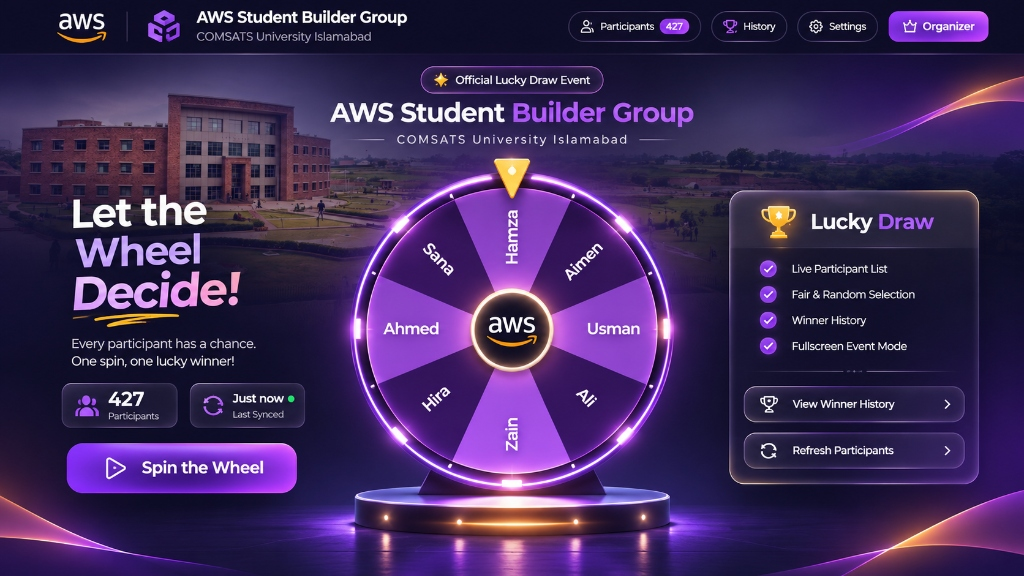 aws
AWS Student Builder Group
COMSATS University Islamabad
Participants 427
History
Settings
Organizer
Official Lucky Draw Event
AWS Student Builder Group
COMSATS University Islamabad
Let the
Wheel
Decide!
Every participant has a chance.
One spin, one lucky winner!
427
Participants
Just now
Last Synced
Spin the Wheel
Hamza
Aimen
Usman
Ali
Zain
Hira
Ahmed
Sana
aws
Lucky Draw
Live Participant List
Fair & Random Selection
Winner History
Fullscreen Event Mode
View Winner History
Refresh Participants